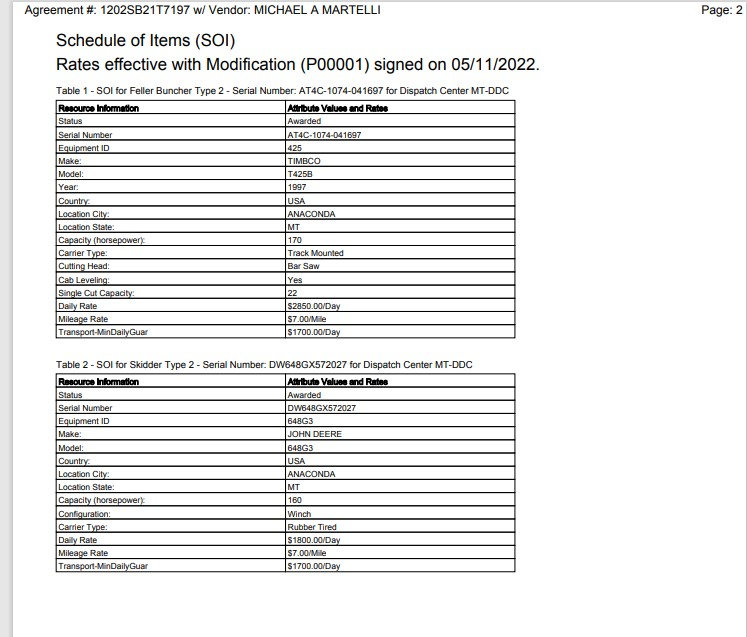 Agreement #: 1202SB21T7197 w/ Vendor: MICHAEL A MARTELLI Page: 2
Schedule of Items (SOI)
Rates effective with Modification (P00001) signed on 05/11/2022.
Table 1 - SOI for Feller Buncher Type 2 - Serial Number: AT4C-1074-041697 for Dispatch Center MT-DDC
Resource Information Attribute Values and Rates
Status Awarded
Serial Number AT4C-1074-041697
Equipment ID 425
Make: TIMBCO
Model: T425B
Year: 1997
Country: USA
Location City: ANACONDA
Location State: MT
Capacity (horsepower): 170
Carrier Type: Track Mounted
Cutting Head: Bar Saw
Cab Leveling: Yes
Single Cut Capacity: 22
Daily Rate $2850.00/Day
Mileage Rate $7.00/Mile
Transport-MinDailyGuar $1700.00/Day
Table 2 - SOI for Skidder Type 2 - Serial Number: DW648GX572027 for Dispatch Center MT-DDC
Resource Information Attribute Values and Rates
Status Awarded
Serial Number DW648GX572027
Equipment ID 648G3
Make: JOHN DEERE
Model: 648G3
Country: USA
Location City: ANACONDA
Location State: MT
Capacity (horsepower): 160
Configuration: Winch
Carrier Type: Rubber Tired
Daily Rate $1800.00/Day
Mileage Rate $7.00/Mile
Transport-MinDailyGuar $1700.00/Day